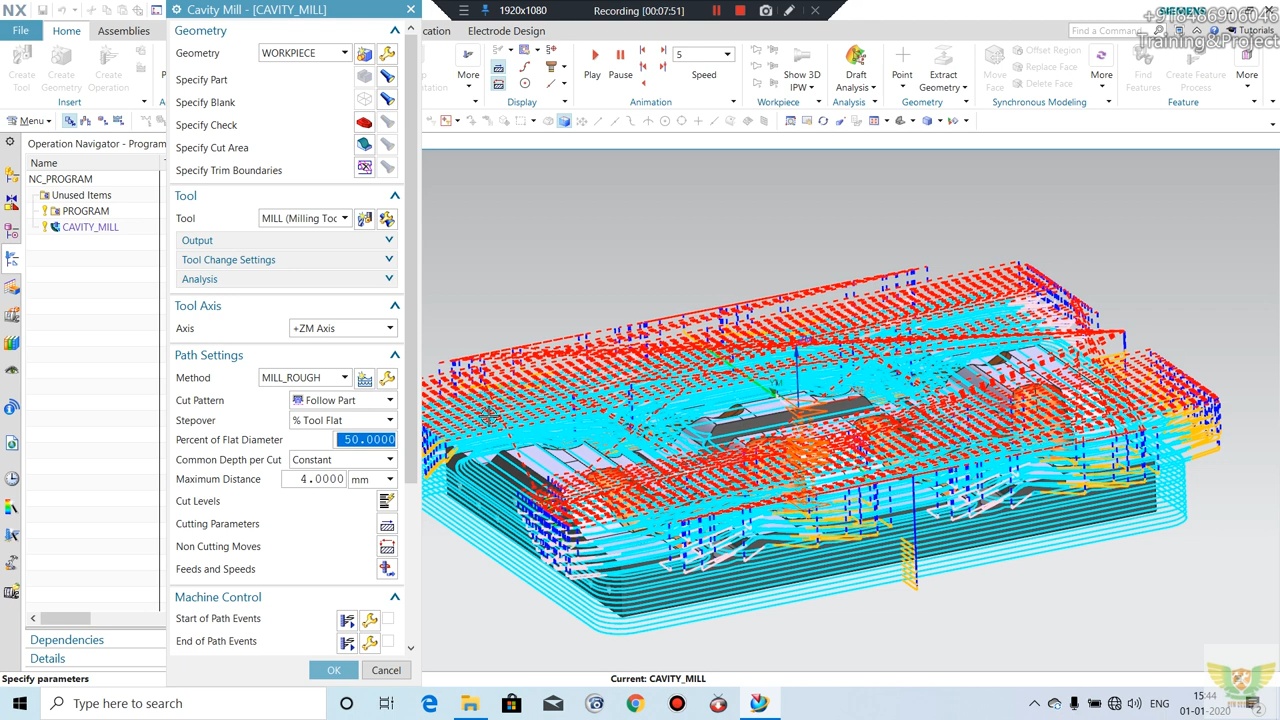 NX
Cavity Mill - [CAVITY_MILL]
1920x1080
Recording [00:07:51]
SIEMENS
+918486906046
Training&Project
File
Home
Assemblies
cation
Electrode Design
Find a Command
Tutorials
Create Tool
Create Geometry
Create Operation
More
Play
Pause
5
Speed
Show 3D IPW
Draft Analysis
Point
Extract Geometry
Move Face
Offset Region
Replace Face
Delete Face
More
Find Features
Create Feature Process
More
Insert
Display
Animation
Workpiece
Analysis
Geometry
Synchronous Modeling
Feature
Menu
Operation Navigator - Program
Name
NC_PROGRAM
Unused Items
PROGRAM
CAVITY_MILL
Dependencies
Details
Geometry
Geometry
WORKPIECE
Specify Part
Specify Blank
Specify Check
Specify Cut Area
Specify Trim Boundaries
Tool
Tool
MILL (Milling Toc
Output
Tool Change Settings
Analysis
Tool Axis
Axis
+ZM Axis
Path Settings
Method
MILL_ROUGH
Cut Pattern
Follow Part
Stepover
% Tool Flat
Percent of Flat Diameter
50.0000
Common Depth per Cut
Constant
Maximum Distance
4.0000
mm
Cut Levels
Cutting Parameters
Non Cutting Moves
Feeds and Speeds
Machine Control
Start of Path Events
End of Path Events
OK
Cancel
Specify parameters
Current: CAVITY_MILL
Type here to search
ENG
15:44
01-01-2020